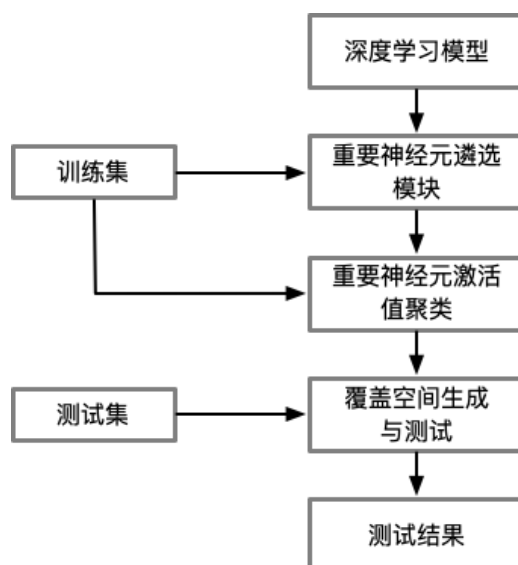 深度学习模型
训练集
重要神经元遴选
模块
重要神经元激活
值聚类
测试集
覆盖空间生成
与测试
测试结果